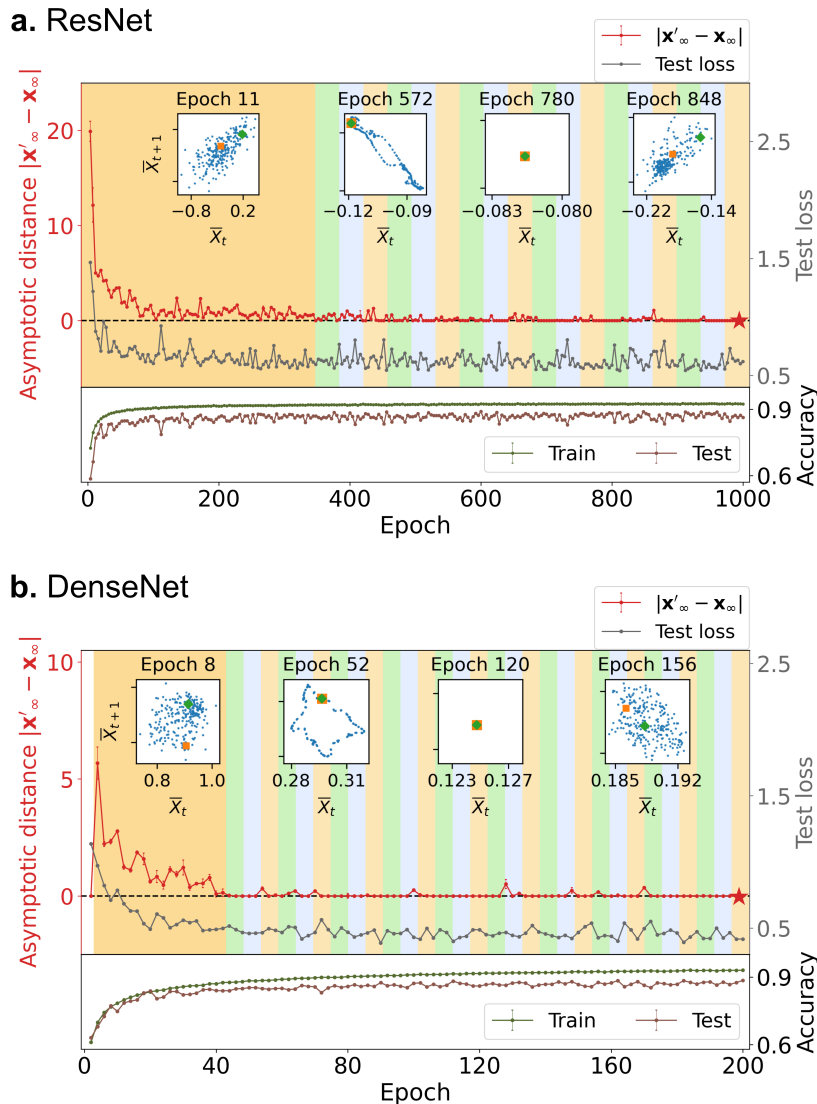 a. ResNet
|x′∞ − x∞|
Test loss
Asymptotic distance |x′∞ − x∞|
20
10
0
Epoch 11
Epoch 572
Epoch 780
Epoch 848
X̅t+1
−0.8 0.2
−0.12 −0.09
−0.083 −0.080
−0.22 −0.14
X̅t
X̅t
X̅t
X̅t
2.5
1.5
0.5
Test loss
Train
Test
0.9
0.6
Accuracy
0 200 400 600 800 1000
Epoch
b. DenseNet
|x′∞ − x∞|
Test loss
Asymptotic distance |x′∞ − x∞|
10
5
0
Epoch 8
Epoch 52
Epoch 120
Epoch 156
X̅t+1
0.8 1.0
0.28 0.31
0.123 0.127
0.185 0.192
X̅t
X̅t
X̅t
X̅t
2.5
1.5
0.5
Test loss
Train
Test
0.9
0.6
Accuracy
0 40 80 120 160 200
Epoch